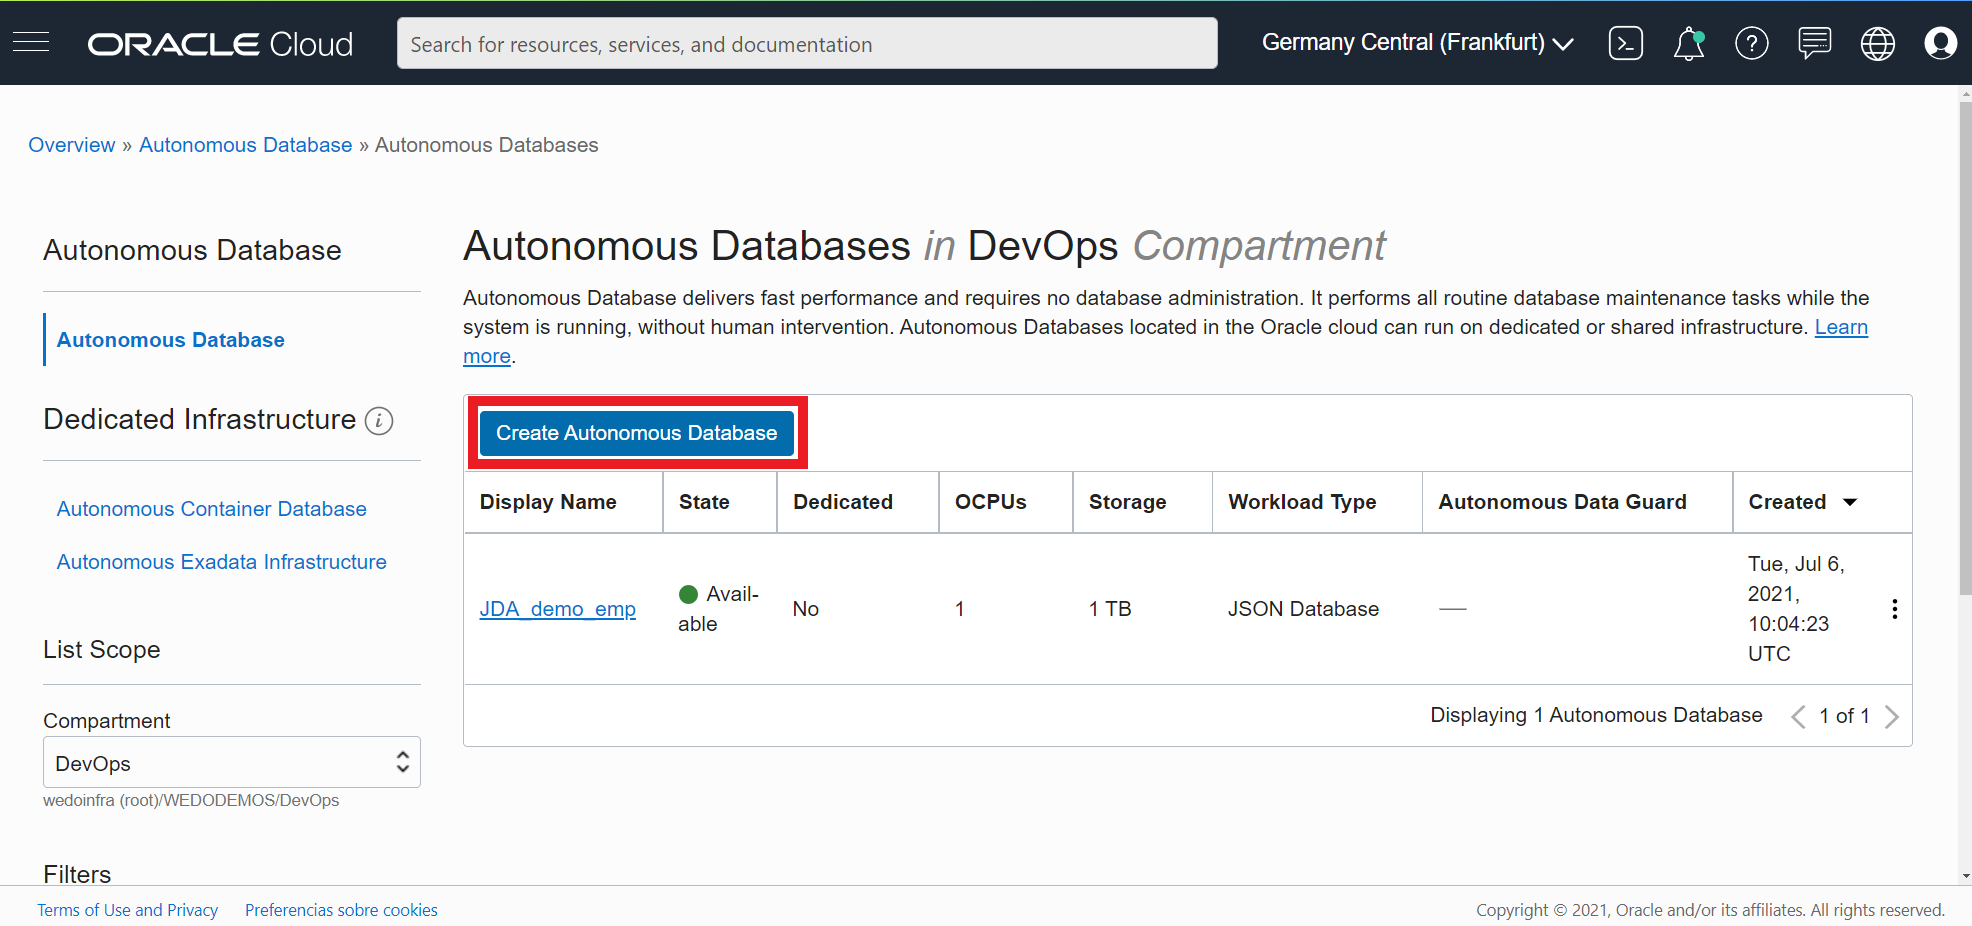 ORACLE Cloud
Search for resources, services, and documentation
Germany Central (Frankfurt)
Overview » Autonomous Database » Autonomous Databases
Autonomous Database
Autonomous Database
Dedicated Infrastructure i
Autonomous Container Database
Autonomous Exadata Infrastructure
List Scope
Compartment
DevOps
wedoinfra (root)/WEDODEMOS/DevOps
Filters
Autonomous Databases in DevOps Compartment
Autonomous Database delivers fast performance and requires no database administration. It performs all routine database maintenance tasks while the
system is running, without human intervention. Autonomous Databases located in the Oracle cloud can run on dedicated or shared infrastructure. Learn
more.
Create Autonomous Database
Display Name State Dedicated OCPUs Storage Workload Type Autonomous Data Guard Created
JDA_demo_emp Avail-
able No 1 1 TB JSON Database — Tue, Jul 6,
2021,
10:04:23
UTC
Displaying 1 Autonomous Database < 1 of 1 >
Terms of Use and Privacy Preferencias sobre cookies
Copyright © 2021, Oracle and/or its affiliates. All rights reserved.